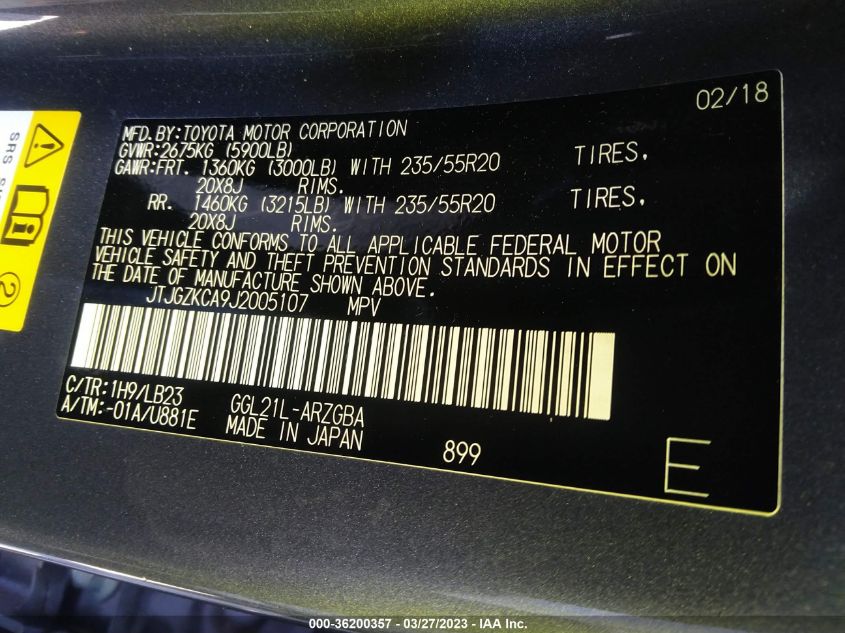 02/18
MFD.BY:TOYOTA MOTOR CORPORATION
GVWR:2675KG (5900LB)
GAWR:FRT. 1360KG (3000LB) WITH 235/55R20 TIRES.
20X8J RIMS.
RR. 1460KG (3215LB) WITH 235/55R20 TIRES.
20X8J RIMS.
THIS VEHICLE CONFORMS TO ALL APPLICABLE FEDERAL MOTOR
VEHICLE SAFETY AND THEFT PREVENTION STANDARDS IN EFFECT ON
THE DATE OF MANUFACTURE SHOWN ABOVE.
JTJGZKCA9J2005107 MPV
C/TR:1H9/LB23
A/TM:-01A/U881E
GGL21L-ARZGBA
MADE IN JAPAN
899
E
SRS
2
000-36200357 - 03/27/2023 - IAA Inc.